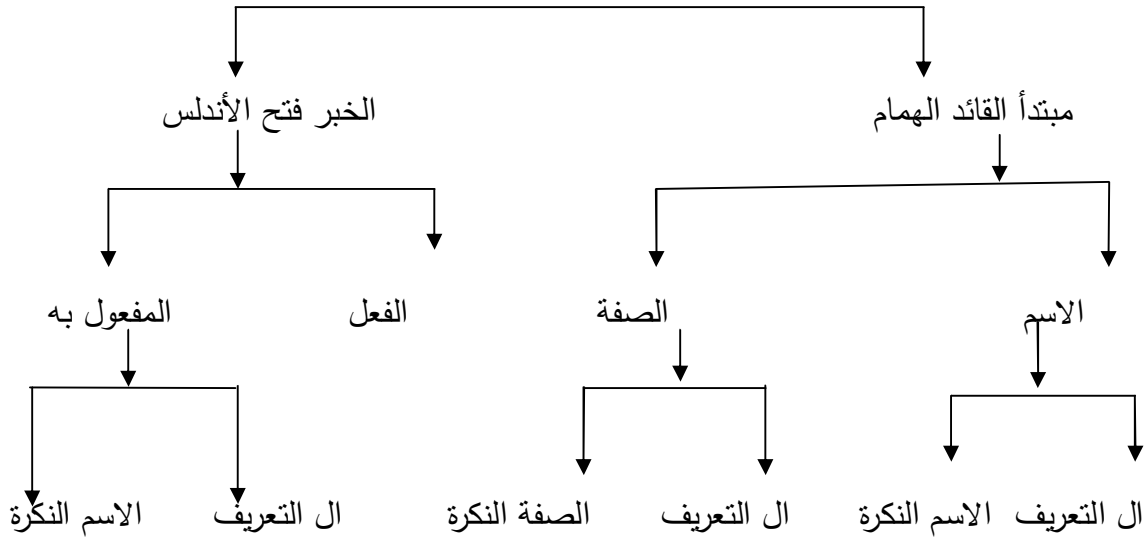 مبتدأ القائد الهمام الخبر فتح الأندلس
الاسم الصفة الفعل المفعول به
ال التعريف الاسم النكرة ال التعريف الصفة النكرة ال التعريف الاسم النكرة